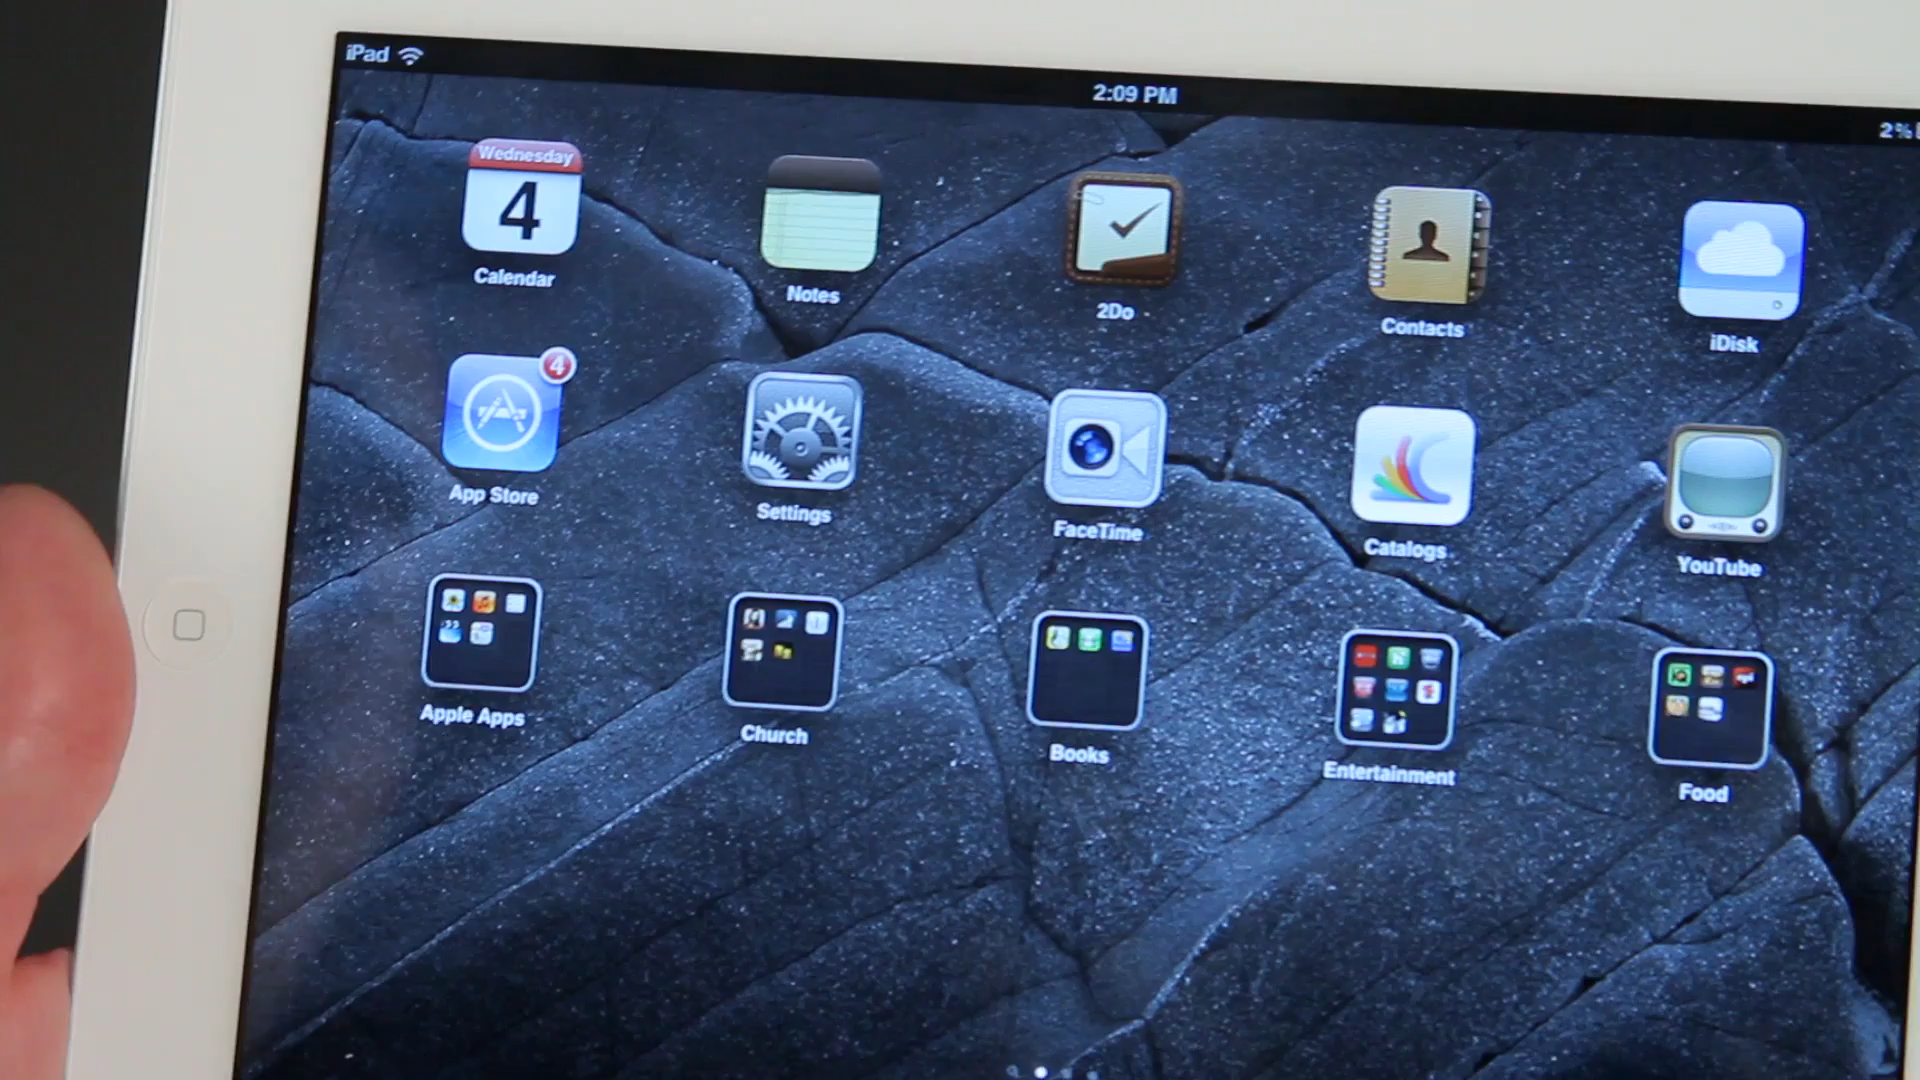 iPad
2:09 PM
2%
Wednesday
4
Calendar
Notes
2Do
Contacts
iDisk
4
App Store
Settings
FaceTime
Catalogs
YouTube
Apple Apps
Church
Books
Entertainment
Food